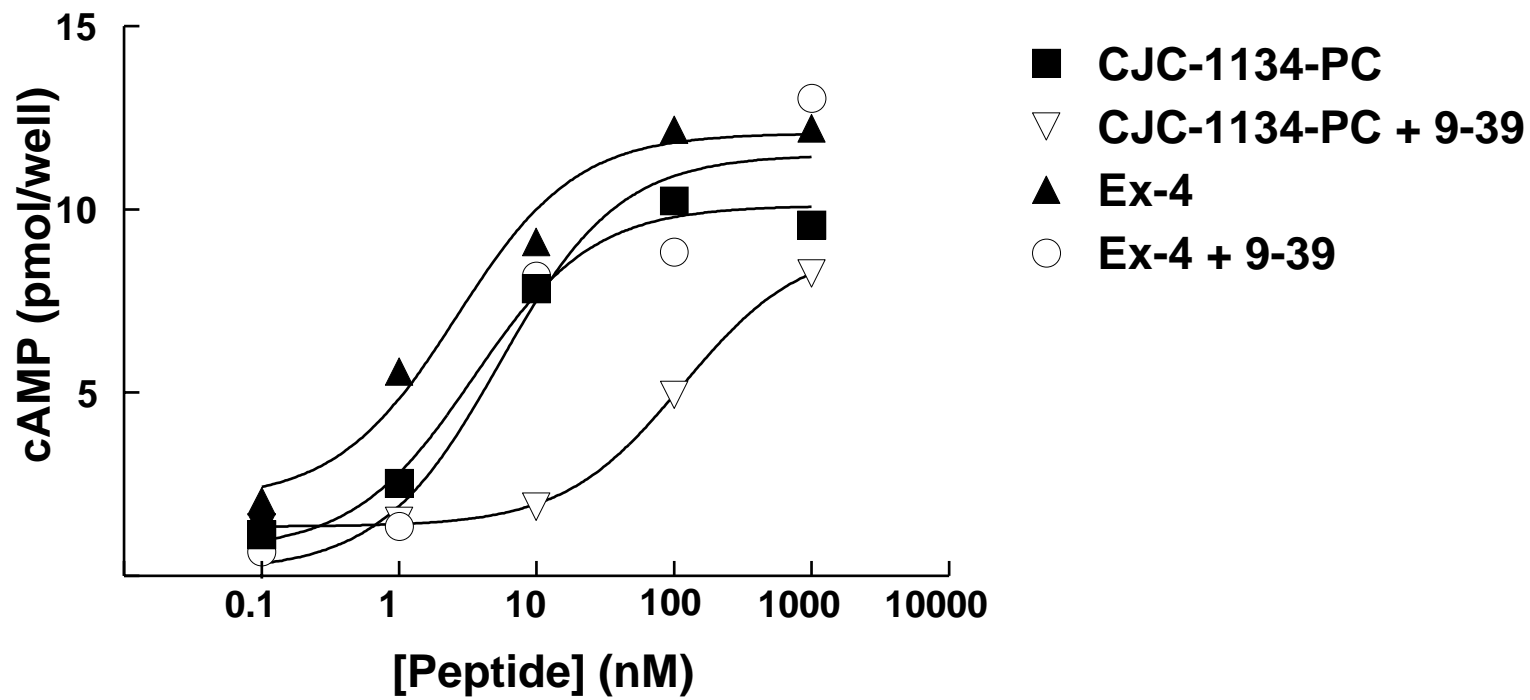 15
10
5
cAMP (pmol/well)
0.1 1 10 100 1000 10000
[Peptide] (nM)
CJC-1134-PC
CJC-1134-PC + 9-39
Ex-4
Ex-4 + 9-39